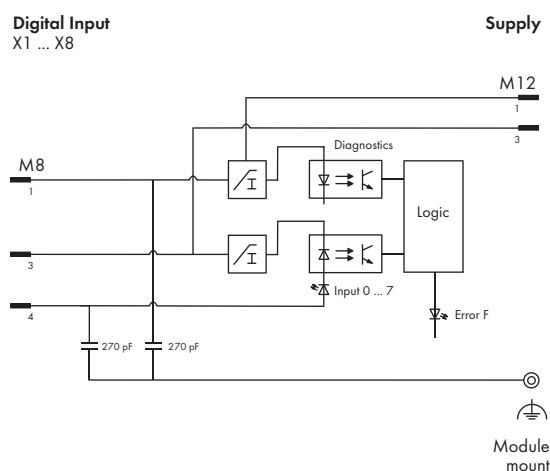 Digital Input
X1 ... X8
Supply
M12
1
3
Diagnostics
M8
1
I
Logic
3
I
4
Input 0 ... 7
Error F
270 pF
270 pF
Module
mount